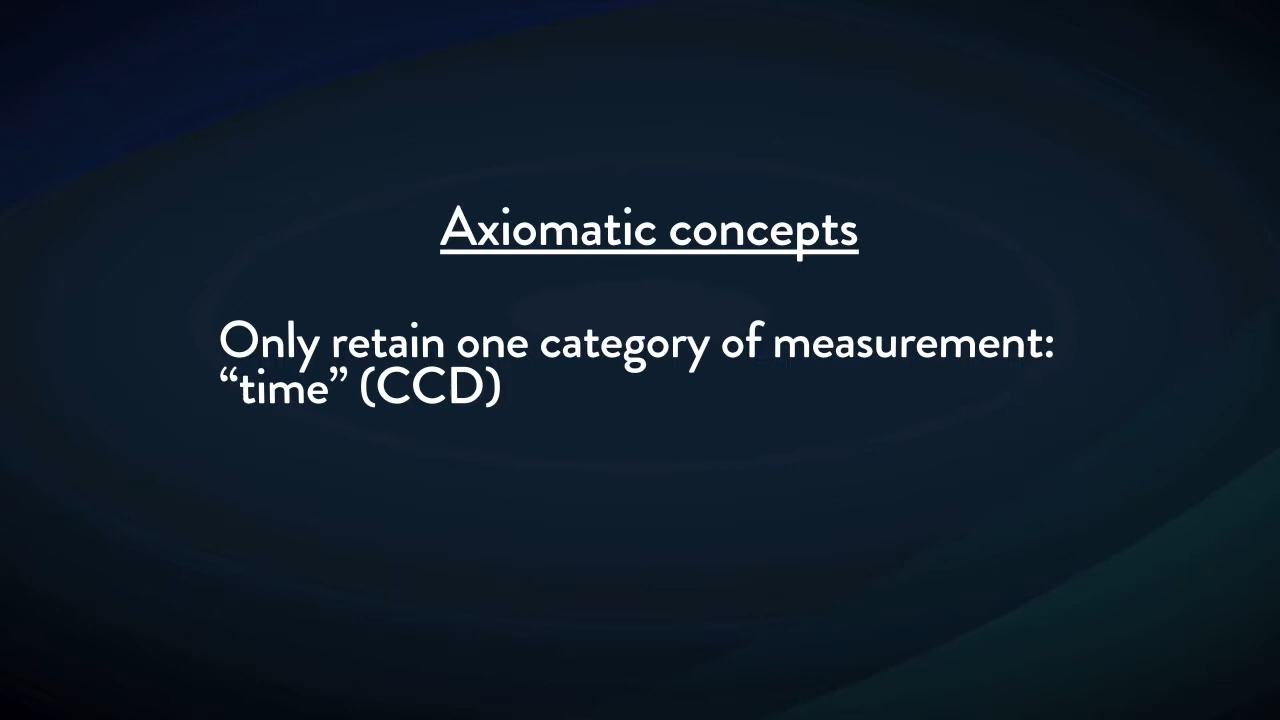 Axiomatic concepts
Only retain one category of measurement:
“time” (CCD)